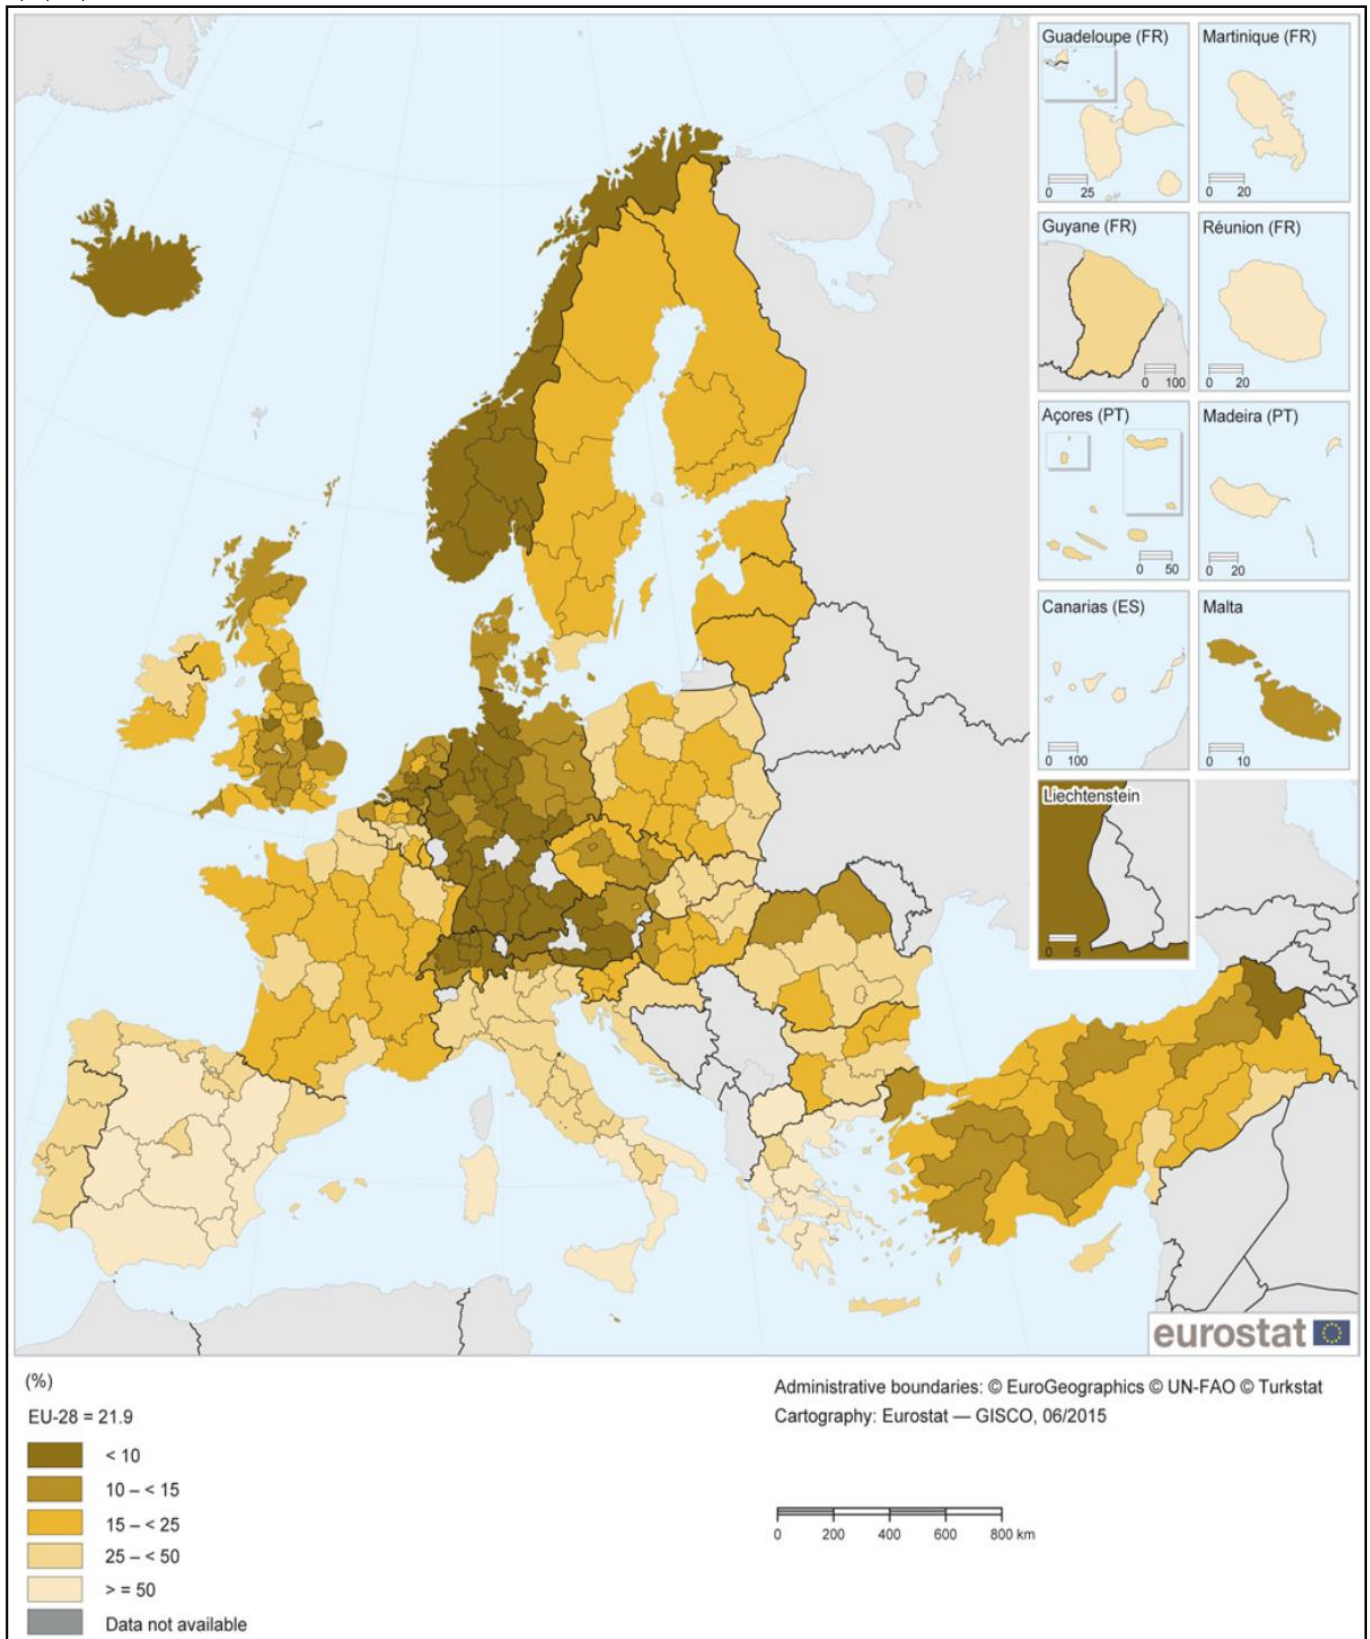 Guadeloupe (FR)
0 25
Martinique (FR)
0 20
Guyane (FR)
0 100
Réunion (FR)
0 20
Açores (PT)
0 50
Madeira (PT)
0 20
Canarias (ES)
0 100
Malta
0 10
Liechtenstein
0 5
eurostat
(%)
EU-28 = 21.9
< 10
10 – < 15
15 – < 25
25 – < 50
> = 50
Data not available
Administrative boundaries: © EuroGeographics © UN-FAO © Turkstat
Cartography: Eurostat — GISCO, 06/2015
0 200 400 600 800 km